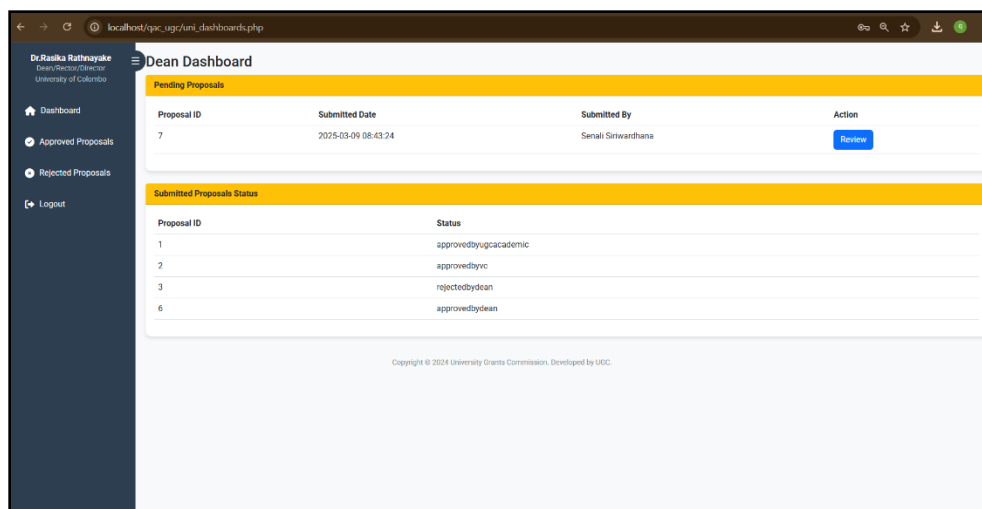 localhost/qac_ugc/uni_dashboards.php
Dr.Rasika Rathnayake
Dean/Rector/Director
University of Colombo
Dashboard
Approved Proposals
Rejected Proposals
Logout
Dean Dashboard
Pending Proposals
Proposal ID Submitted Date Submitted By Action
7 2025-03-09 08:43:24 Senali Siriwardhana Review
Submitted Proposals Status
Proposal ID Status
1 approvedbyugcacademic
2 approvedbyvc
3 rejectedbydean
6 approvedbydean
Copyright © 2024 University Grants Commission. Developed by UGC.